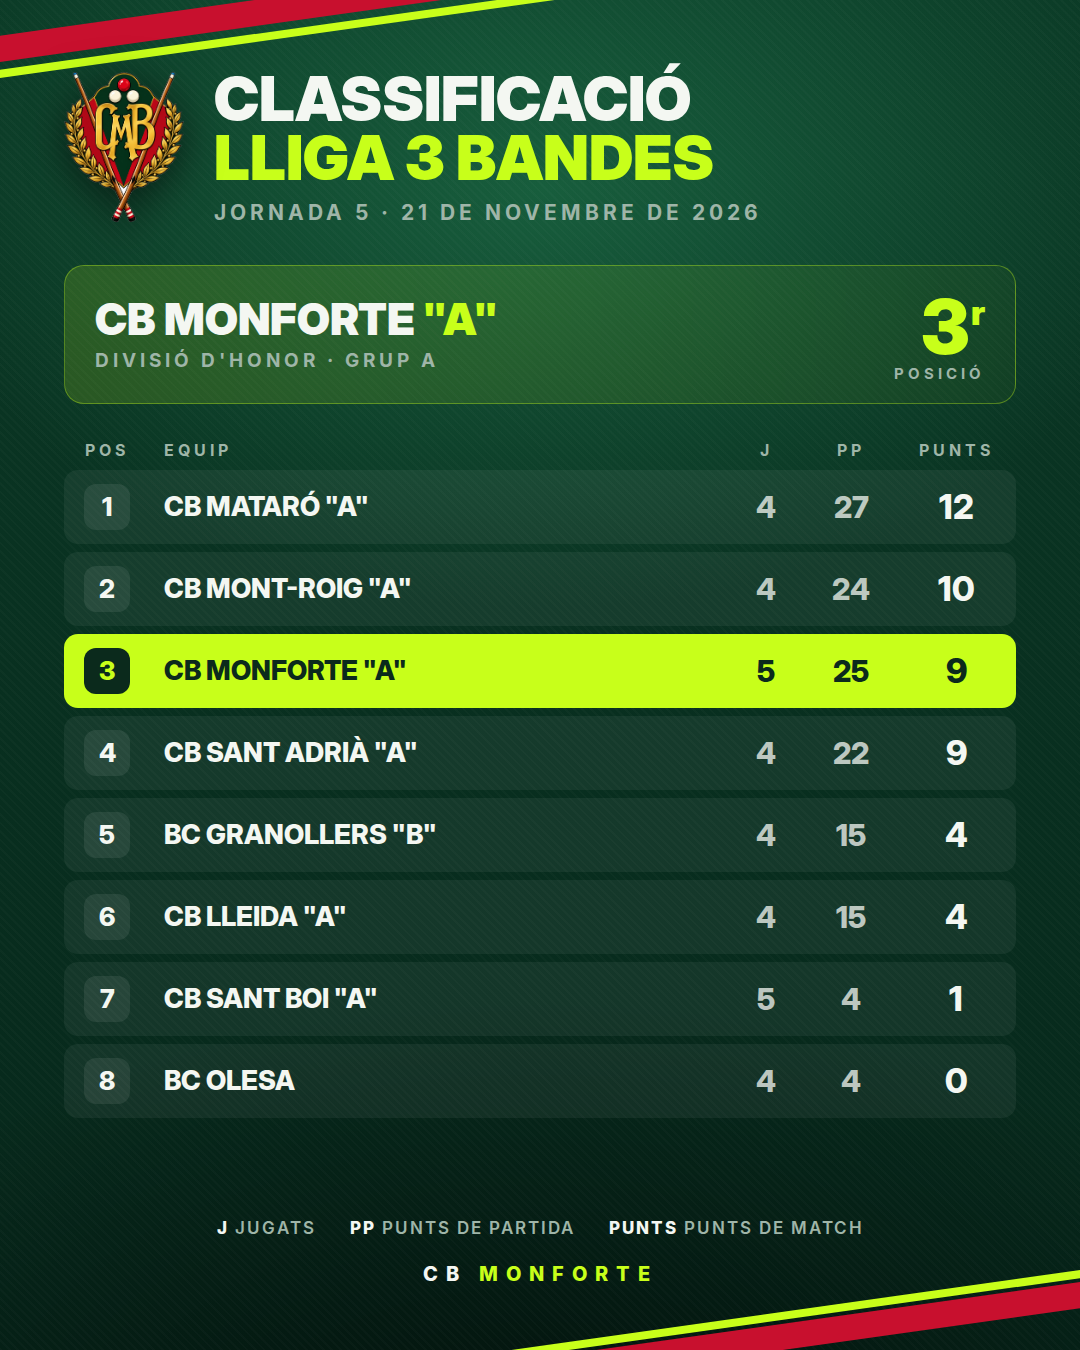 CMB
CLASSIFICACIÓ
LLIGA 3 BANDES
JORNADA 5 · 21 DE NOVEMBRE DE 2026
CB MONFORTE "A"
DIVISIÓ D'HONOR · GRUP A
3r
POSICIÓ
POS EQUIP J PP PUNTS
1 CB MATARÓ "A" 4 27 12
2 CB MONT-ROIG "A" 4 24 10
3 CB MONFORTE "A" 5 25 9
4 CB SANT ADRIÀ "A" 4 22 9
5 BC GRANOLLERS "B" 4 15 4
6 CB LLEIDA "A" 4 15 4
7 CB SANT BOI "A" 5 4 1
8 BC OLESA 4 4 0
J JUGATS PP PUNTS DE PARTIDA PUNTS PUNTS DE MATCH
CB MONFORTE